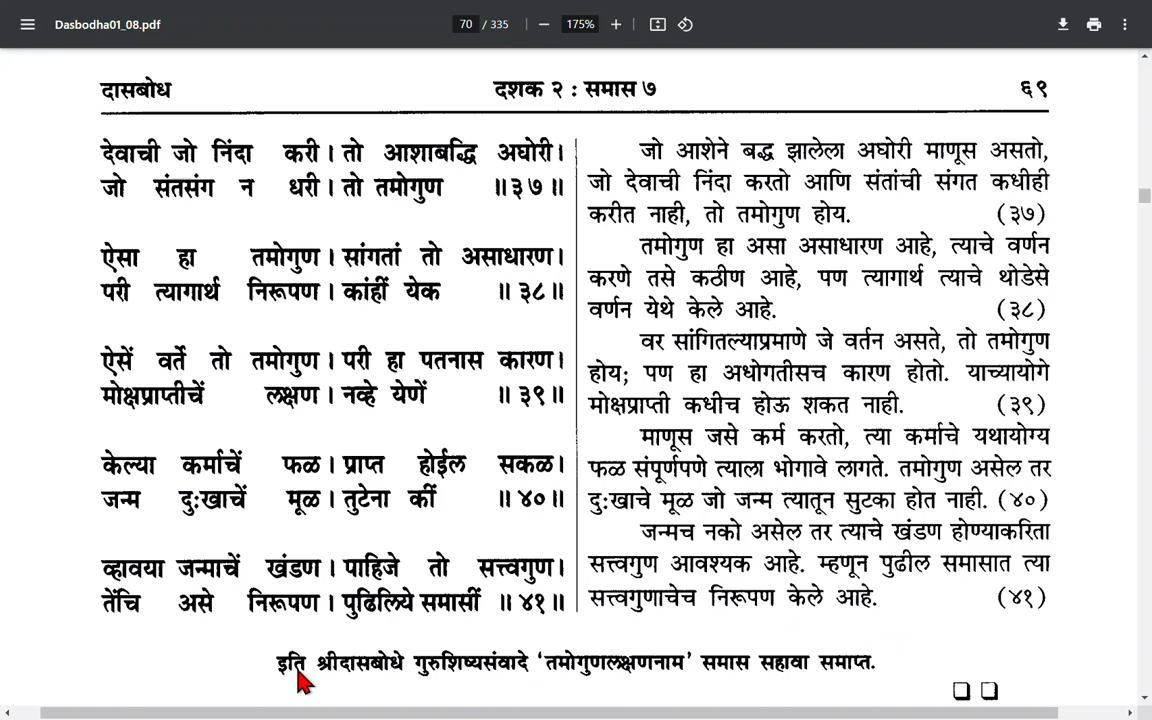 Dasbodha01_08.pdf
70 / 335
175%
दासबोध दशक २ : समास ७ ६९
देवाची जो निंदा करी। तो आशाबद्धि अघोरी।
जो संतसंग न धरी। तो तमोगुण ॥३७॥
ऐसा हा तमोगुण। सांगतां तो असाधारण।
परी त्यागार्थ निरूपण। कांहीं येक ॥३८॥
ऐसें वर्ते तो तमोगुण। परी हा पतनास कारण।
मोक्षप्राप्तीचें लक्षण। नव्हे येणें ॥३९॥
केल्या कर्माचें फळ। प्राप्त होईल सकळ।
जन्म दुःखाचें मूळ। तुटेना कीं ॥४०॥
व्हावया जन्माचें खंडण। पाहिजे तो सत्त्वगुण।
तेंचि असे निरूपण। पुढिलिये समासीं ॥४१॥
जो आशेने बद्ध झालेला अघोरी माणूस असतो,
जो देवाची निंदा करतो आणि संतांची संगत कधीही
करीत नाही, तो तमोगुण होय. (३७)
तमोगुण हा असा असाधारण आहे, त्याचे वर्णन
करणे तसे कठीण आहे, पण त्यागार्थ त्याचे थोडेसे
वर्णन येथे केले आहे. (३८)
वर सांगितल्याप्रमाणे जे वर्तन असते, तो तमोगुण
होय; पण हा अधोगतीसच कारण होतो. याच्यायोगे
मोक्षप्राप्ती कधीच होऊ शकत नाही. (३९)
माणूस जसे कर्म करतो, त्या कर्माचे यथायोग्य
फळ संपूर्णपणे त्याला भोगावे लागते. तमोगुण असेल तर
दुःखाचे मूळ जो जन्म त्यातून सुटका होत नाही. (४०)
जन्मच नको असेल तर त्याचे खंडण होण्याकरिता
सत्त्वगुण आवश्यक आहे. म्हणून पुढील समासात त्या
सत्त्वगुणाचेच निरूपण केले आहे. (४१)
इति श्रीदासबोधे गुरुशिष्यसंवादे 'तमोगुणलक्षणनाम' समास सहावा समाप्त.